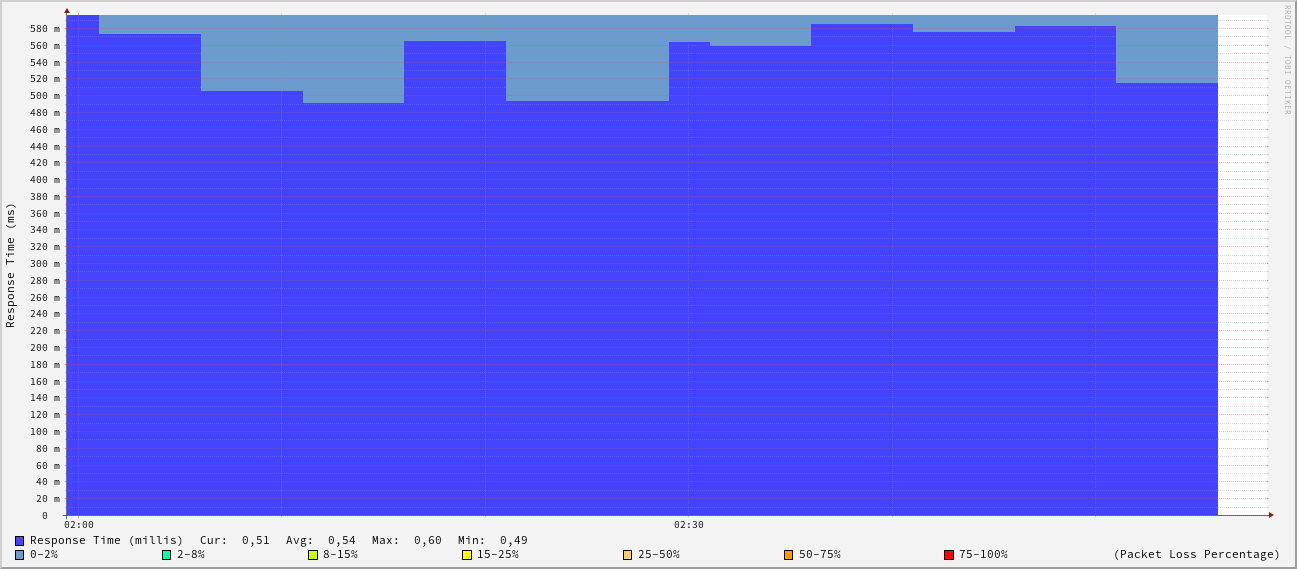 RRDTOOL / TOBI OETIKER
Response Time (ms)
580 m
560 m
540 m
520 m
500 m
480 m
460 m
440 m
420 m
400 m
380 m
360 m
340 m
320 m
300 m
280 m
260 m
240 m
220 m
200 m
180 m
160 m
140 m
120 m
100 m
80 m
60 m
40 m
20 m
0
02:00 02:30
Response Time (millis) Cur: 0,51 Avg: 0,54 Max: 0,60 Min: 0,49
0-2% 2-8% 8-15% 15-25% 25-50% 50-75% 75-100% (Packet Loss Percentage)